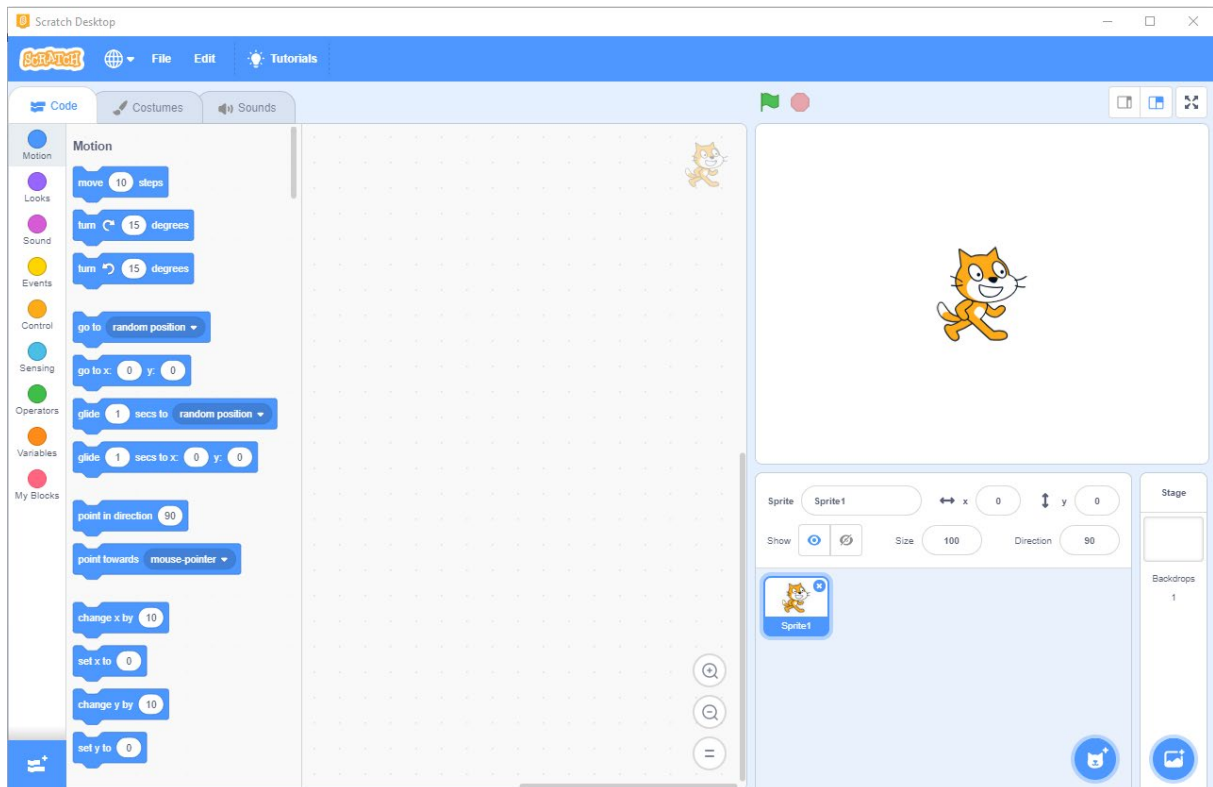 Scratch Desktop
SCRATCH File Edit Tutorials
Code Costumes Sounds
Motion
Looks
Sound
Events
Control
Sensing
Operators
Variables
My Blocks
Motion
move 10 steps
turn 15 degrees
turn 15 degrees
go to random position
go to x: 0 y: 0
glide 1 secs to random position
glide 1 secs to x: 0 y: 0
point in direction 90
point towards mouse-pointer
change x by 10
set x to 0
change y by 10
set y to 0
Sprite Sprite1 x 0 y 0
Show Size 100 Direction 90
Sprite1
Stage
Backdrops
1